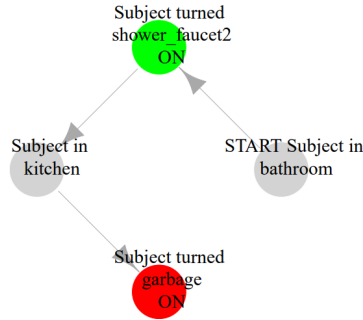 Subject turned
shower_faucet2
ON
Subject in
kitchen
START Subject in
bathroom
Subject turned
garbage
ON